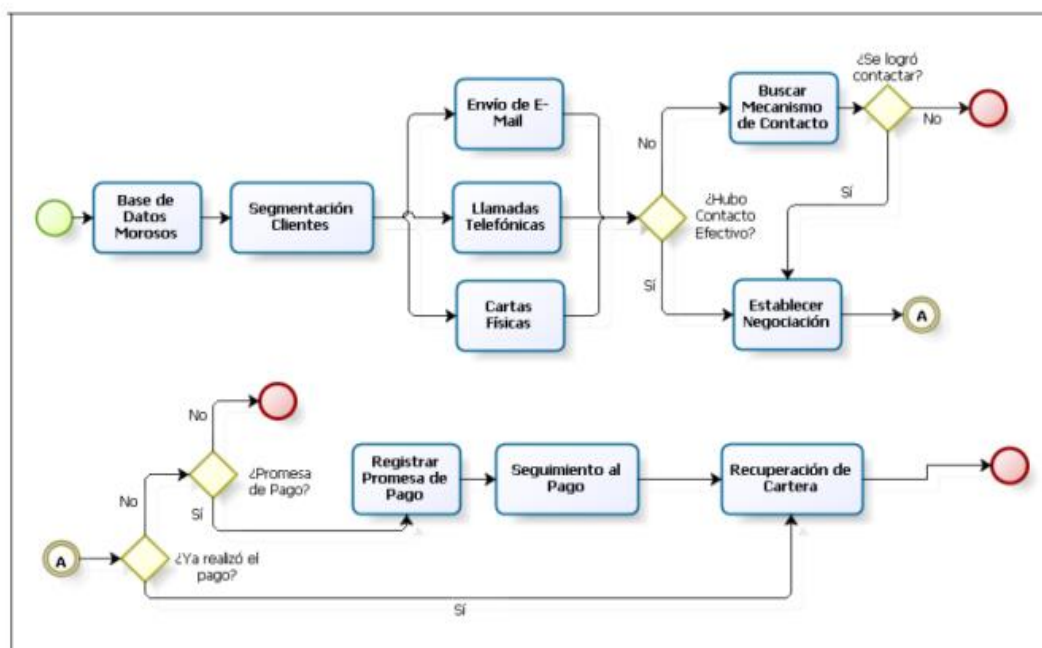 ¿Se logró
contactar?
Envío de E-
Mail
Buscar
Mecanismo
de Contacto
No
No
Base de
Datos
Morosos
Segmentación
Clientes
Llamadas
Telefónicas
¿Hubo
Contacto
Efectivo?
Sí
Sí
Cartas
Físicas
Establecer
Negociación
A
No
¿Promesa
de Pago?
Registrar
Promesa de
Pago
Seguimiento al
Pago
Recuperación de
Cartera
No
Sí
A
¿Ya realizó el
pago?
Sí